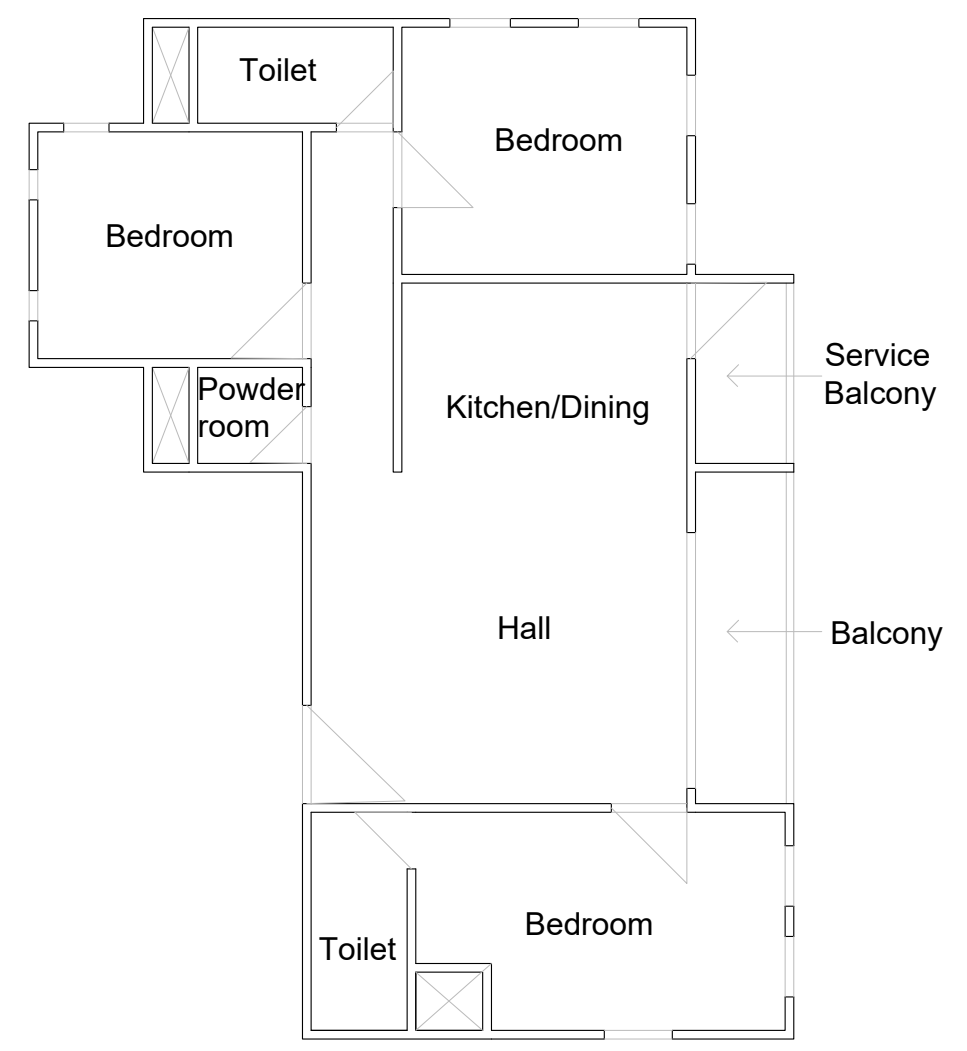 Toilet
Bedroom
Bedroom
Service
Balcony
Powder
room
Kitchen/Dining
Hall
Balcony
Bedroom
Toilet